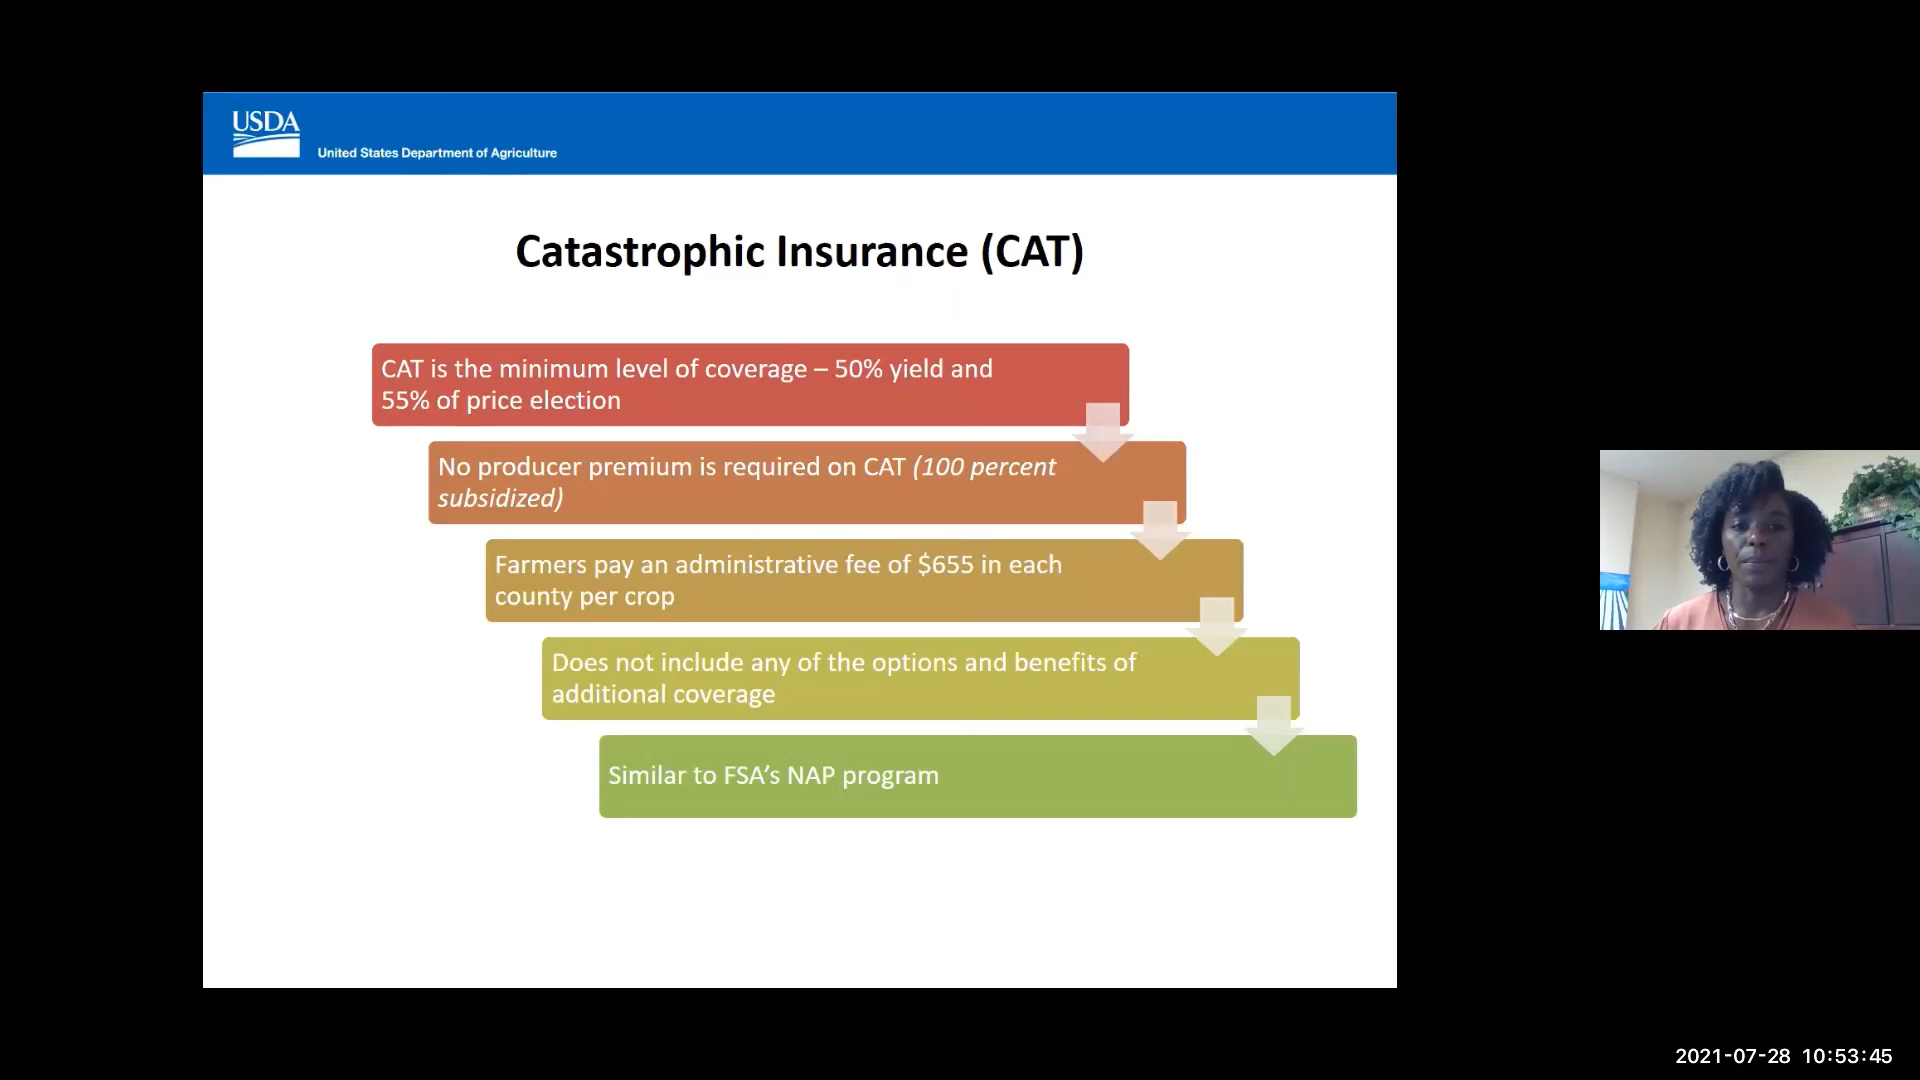 USDA
United States Department of Agriculture
Catastrophic Insurance (CAT)
CAT is the minimum level of coverage – 50% yield and
55% of price election
No producer premium is required on CAT (100 percent
subsidized)
Farmers pay an administrative fee of $655 in each
county per crop
Does not include any of the options and benefits of
additional coverage
Similar to FSA’s NAP program
2021-07-28 10:53:45